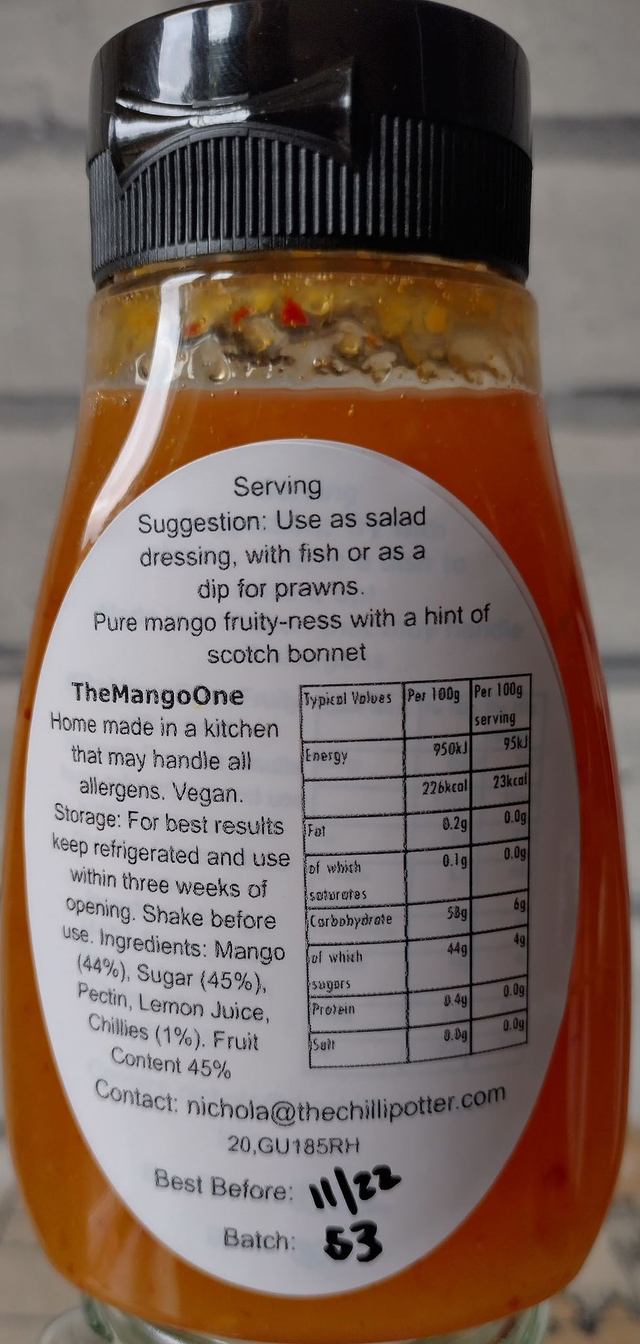 Serving
Suggestion: Use as salad
dressing, with fish or as a
dip for prawns.
Pure mango fruity-ness with a hint of
scotch bonnet
TheMangoOne
Home made in a kitchen
that may handle all
allergens. Vegan.
Storage: For best results
keep refrigerated and use
within three weeks of
opening. Shake before
use. Ingredients: Mango
(44%), Sugar (45%),
Pectin, Lemon Juice,
Chillies (1%). Fruit
Content 45%
Typical Values Per 100g Per 100g
serving
Energy 950kJ 95kJ
226kcal 23kcal
Fat 0.2g 0.0g
of which 0.1g 0.0g
saturates
Carbohydrate 58g 6g
of which 44g 4g
sugars
Protein 0.4g 0.0g
Salt 0.0g 0.0g
Contact: nichola@thechillipotter.com
20,GU185RH
Best Before: 11/22
Batch: 53